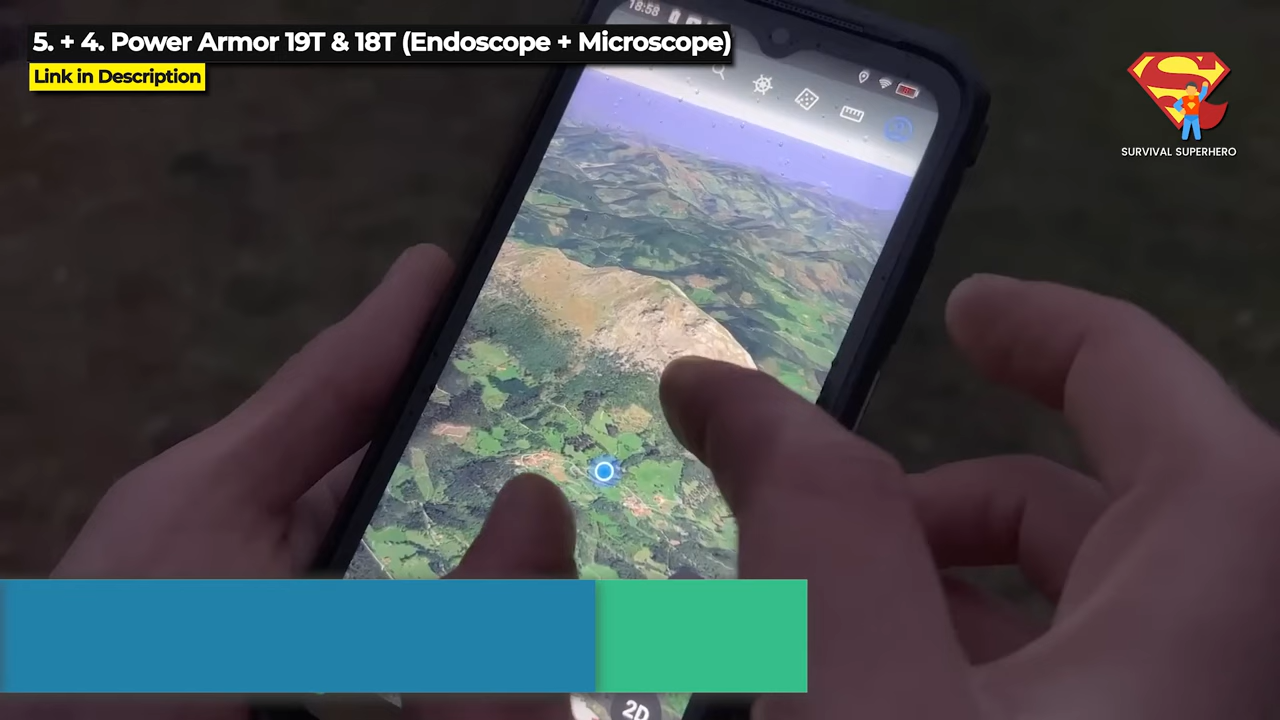 5. + 4. Power Armor 19T & 18T (Endoscope + Microscope)
Link in Description
18:58
S
SURVIVAL SUPERHERO
2D